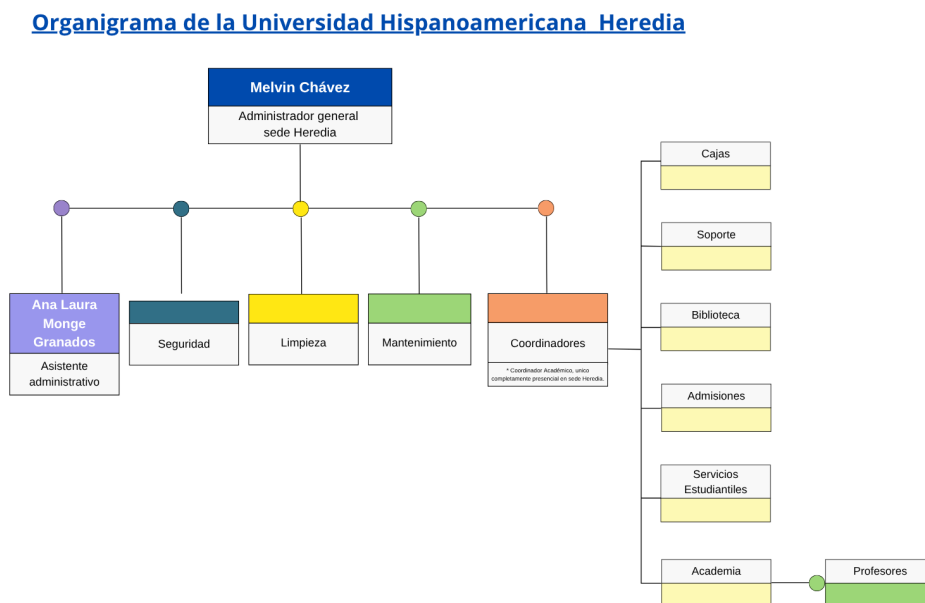 Organigrama de la Universidad Hispanoamericana Heredia
Melvin Chávez
Administrador general
sede Heredia
Ana Laura
Monge
Granados
Asistente
administrativo
Seguridad
Limpieza
Mantenimiento
Coordinadores
* Coordinador Académico, unico
completamente presencial en sede Heredia.
Cajas
Soporte
Biblioteca
Admisiones
Servicios
Estudiantiles
Academia
Profesores